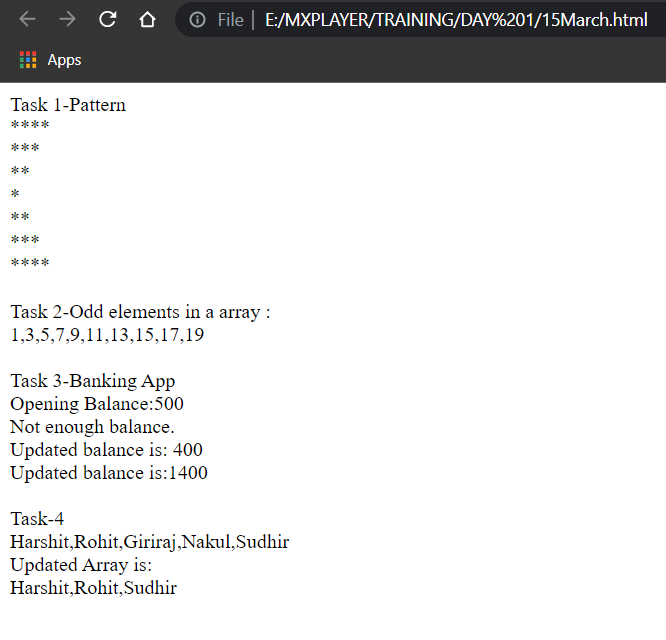 File | E:/MXPLAYER/TRAINING/DAY%201/15March.html
Apps
Task 1-Pattern
****
***
**
*
**
***
****
Task 2-Odd elements in a array :
1,3,5,7,9,11,13,15,17,19
Task 3-Banking App
Opening Balance:500
Not enough balance.
Updated balance is: 400
Updated balance is:1400
Task-4
Harshit,Rohit,Giriraj,Nakul,Sudhir
Updated Array is:
Harshit,Rohit,Sudhir